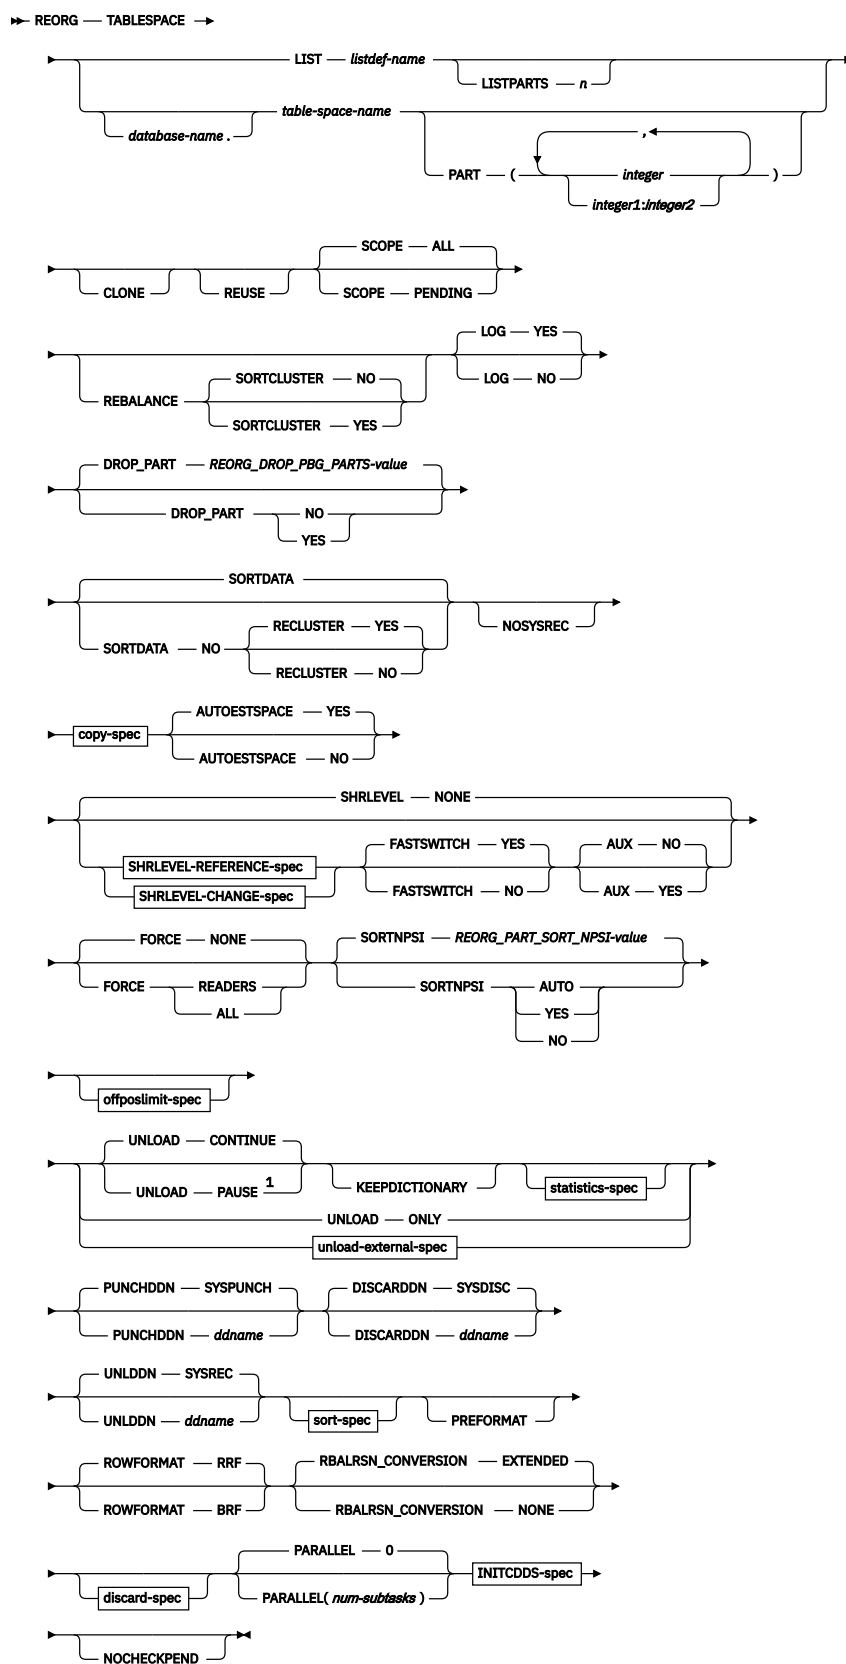 REORG TABLESPACE
LIST listdef-name
LISTPARTS n
table-space-name
database-name .
,
PART ( integer )
integer1:integer2
SCOPE ALL
CLONE REUSE SCOPE PENDING
LOG YES
REBALANCE SORTCLUSTER NO LOG NO
SORTCLUSTER YES
DROP_PART REORG_DROP_PBG_PARTS-value
DROP_PART NO
YES
SORTDATA
NOSYSREC
SORTDATA NO RECLUSTER YES
RECLUSTER NO
copy-spec AUTOESTSPACE YES
AUTOESTSPACE NO
SHRLEVEL NONE
SHRLEVEL-REFERENCE-spec FASTSWITCH YES AUX NO
SHRLEVEL-CHANGE-spec FASTSWITCH NO AUX YES
FORCE NONE SORTNPSI REORG_PART_SORT_NPSI-value
FORCE READERS SORTNPSI AUTO
ALL YES
NO
offposlimit-spec
UNLOAD CONTINUE
UNLOAD PAUSE 1 KEEPDICTIONARY statistics-spec
UNLOAD ONLY
unload-external-spec
PUNCHDDN SYSPUNCH DISCARDDN SYSDISC
PUNCHDDN ddname DISCARDDN ddname
UNLDDN SYSREC
UNLDDN ddname sort-spec PREFORMAT
ROWFORMAT RRF RBALRSN_CONVERSION EXTENDED
ROWFORMAT BRF RBALRSN_CONVERSION NONE
PARALLEL 0
INITCDDS-spec
discard-spec PARALLEL( num-subtasks )
NOCHECKPEND